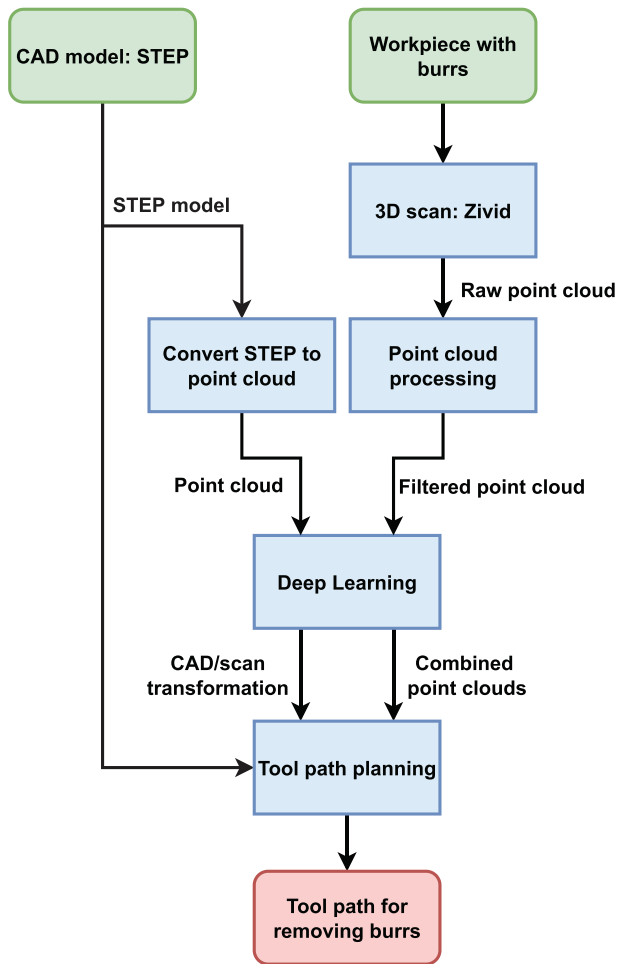 CAD model: STEP
Workpiece with
burrs
3D scan: Zivid
STEP model
Raw point cloud
Convert STEP to
point cloud
Point cloud
processing
Point cloud
Filtered point cloud
Deep Learning
CAD/scan
transformation
Combined
point clouds
Tool path planning
Tool path for
removing burrs